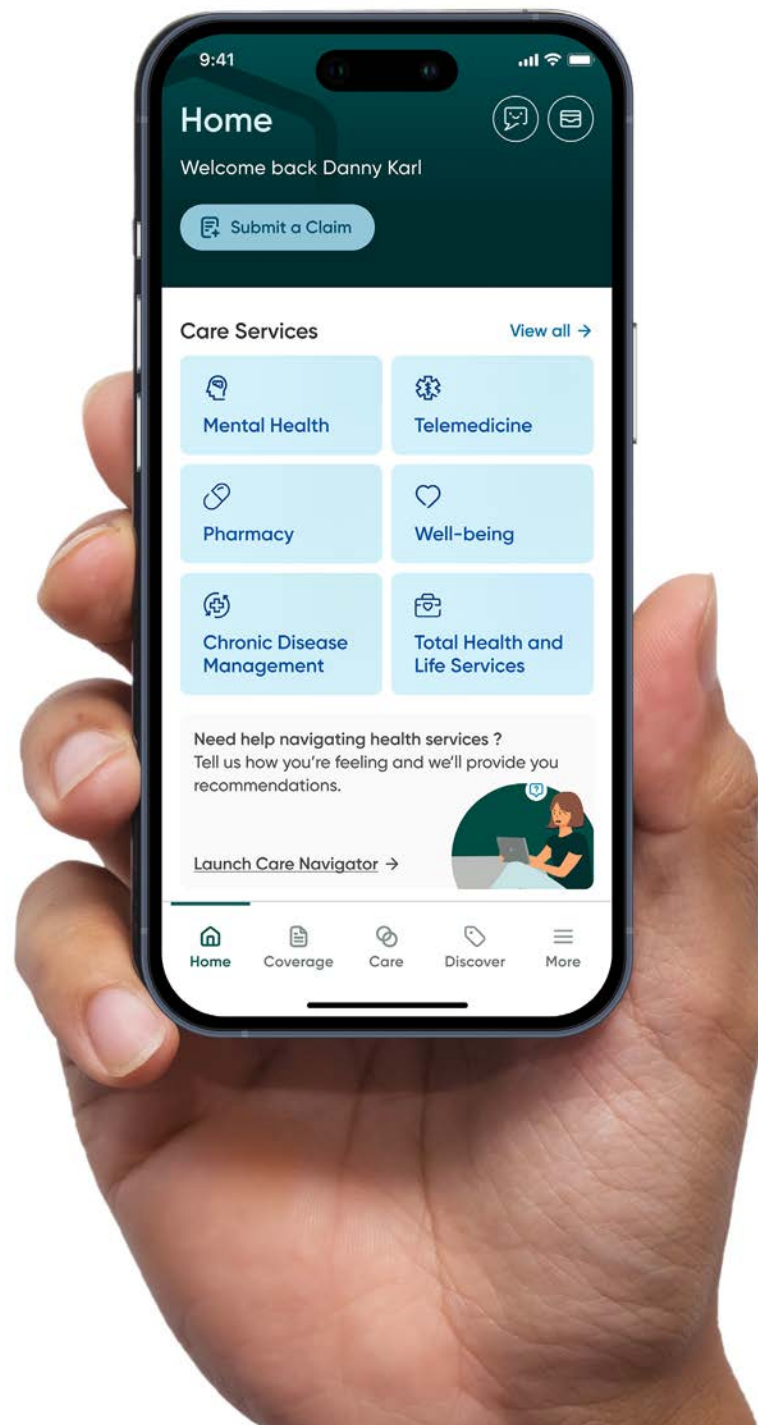 9:41
Home
Welcome back Danny Karl
Submit a Claim
Care Services
View all →
Mental Health
Telemedicine
Pharmacy
Well-being
Chronic Disease
Management
Total Health and
Life Services
Need help navigating health services ?
Tell us how you're feeling and we'll provide you
recommendations.
Launch Care Navigator →
Home
Coverage
Care
Discover
More